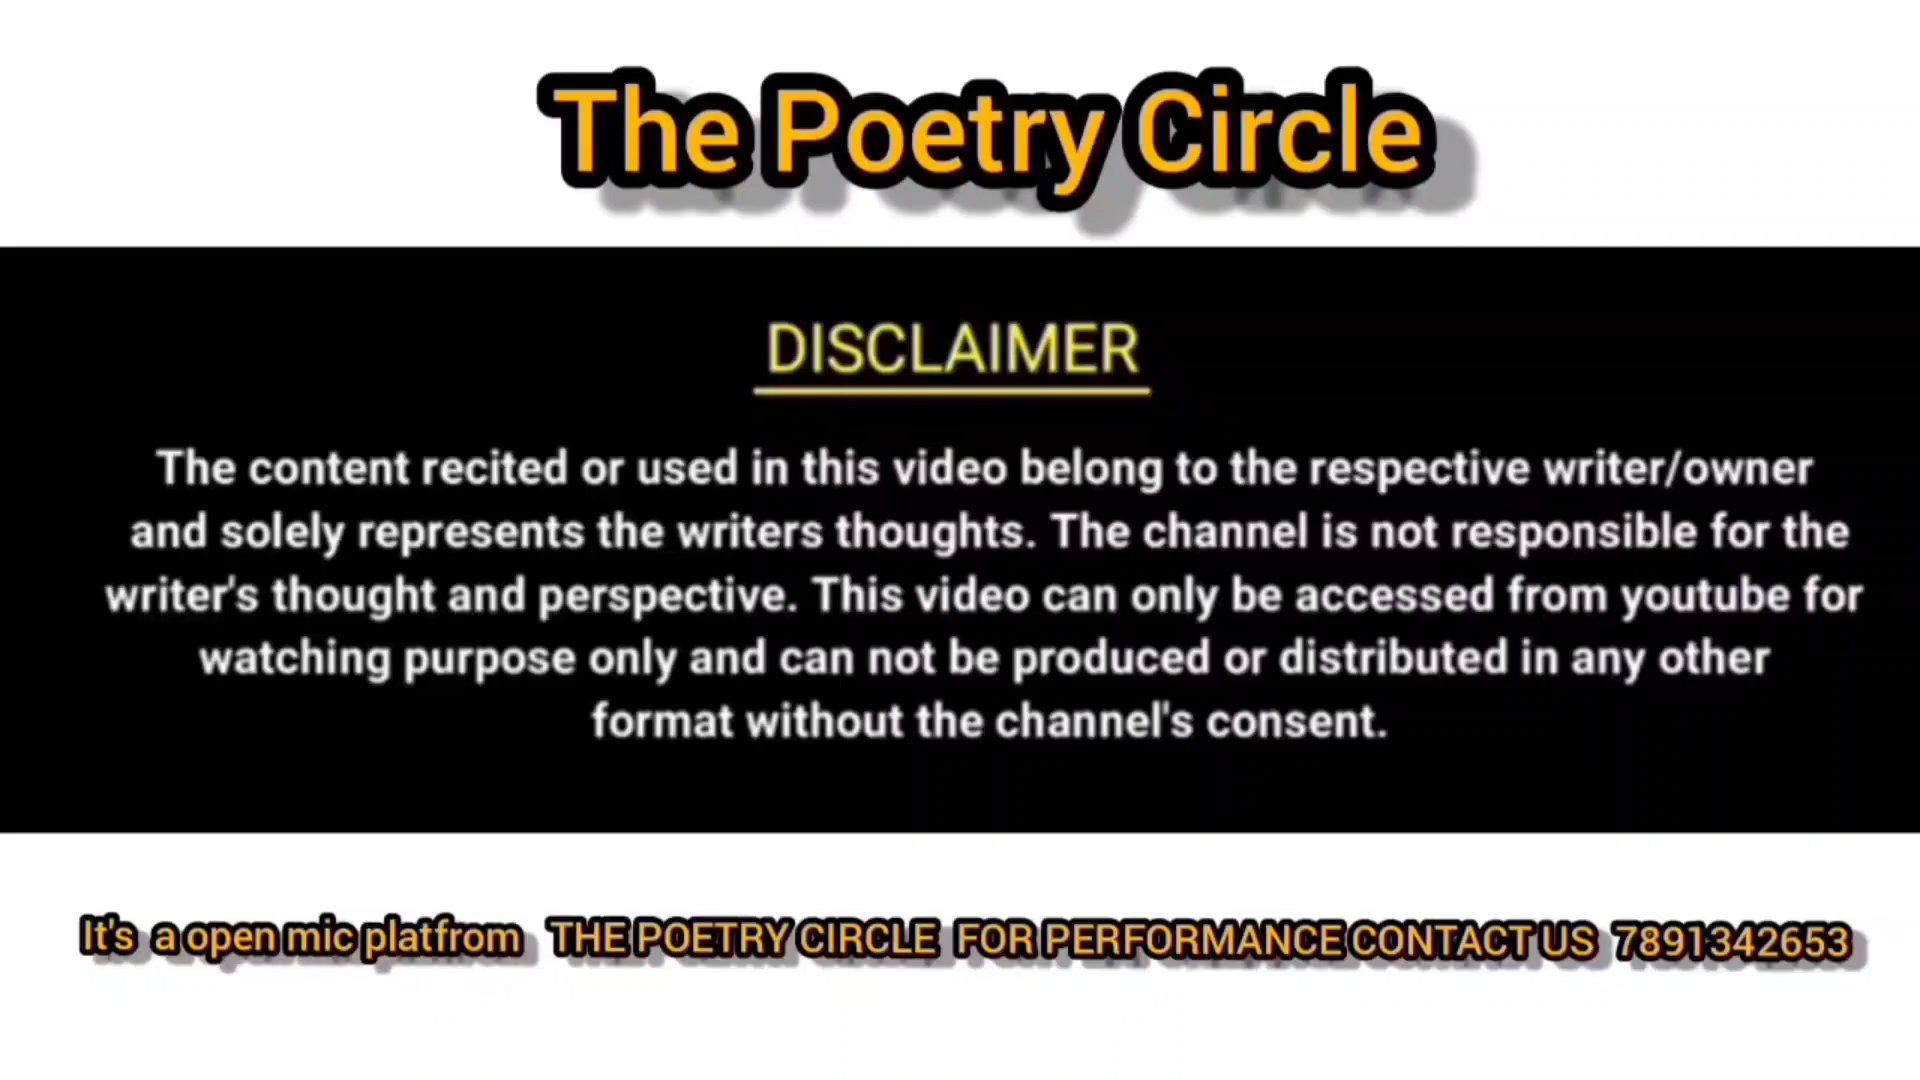 The Poetry Circle
DISCLAIMER
The content recited or used in this video belong to the respective writer/owner
and solely represents the writers thoughts. The channel is not responsible for the
writer's thought and perspective. This video can only be accessed from youtube for
watching purpose only and can not be produced or distributed in any other
format without the channel's consent.
It's a open mic platfrom THE POETRY CIRCLE FOR PERFORMANCE CONTACT US 7891342653